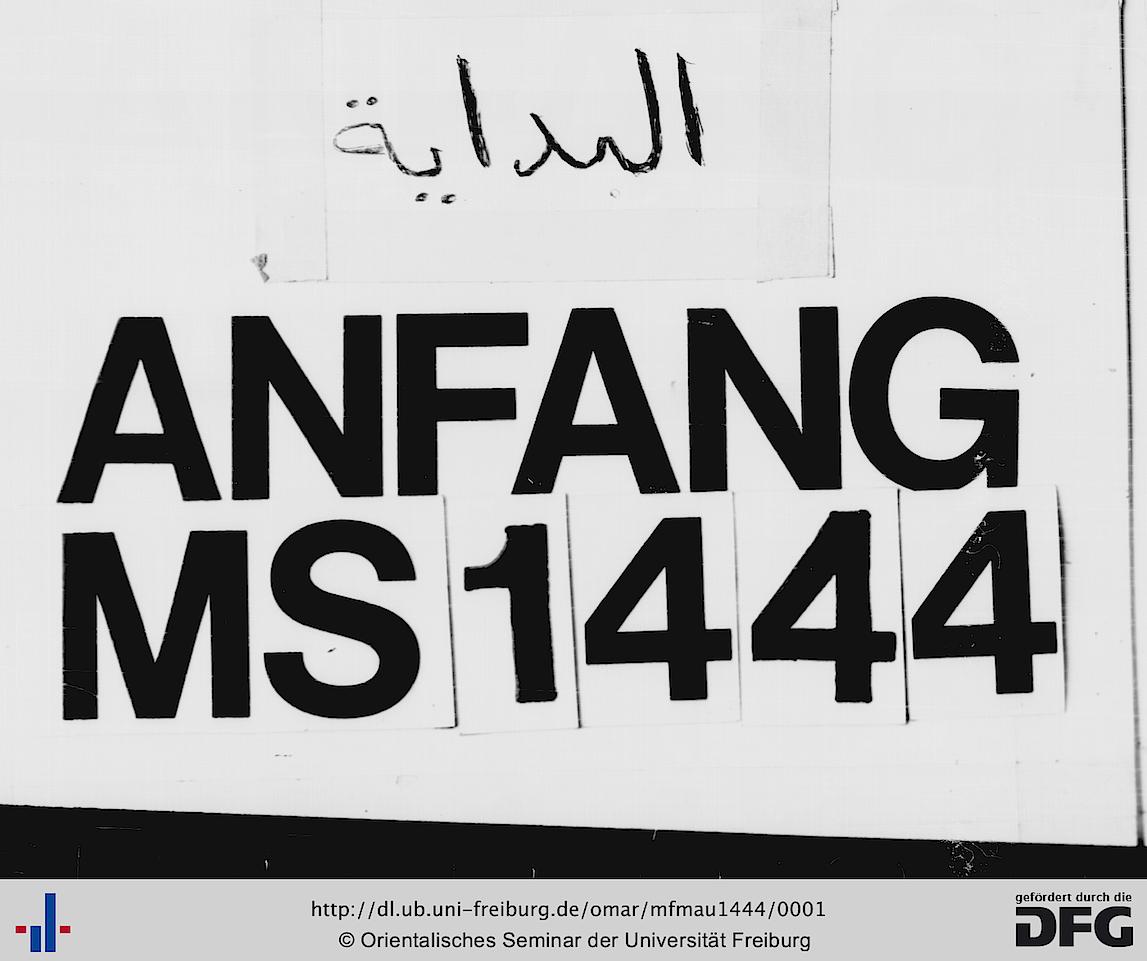 البداية
ANFANG
MS 1444
http://dl.ub.uni-freiburg.de/omar/mfmau1444/0001
© Orientalisches Seminar der Universität Freiburg
gefördert durch die
DFG